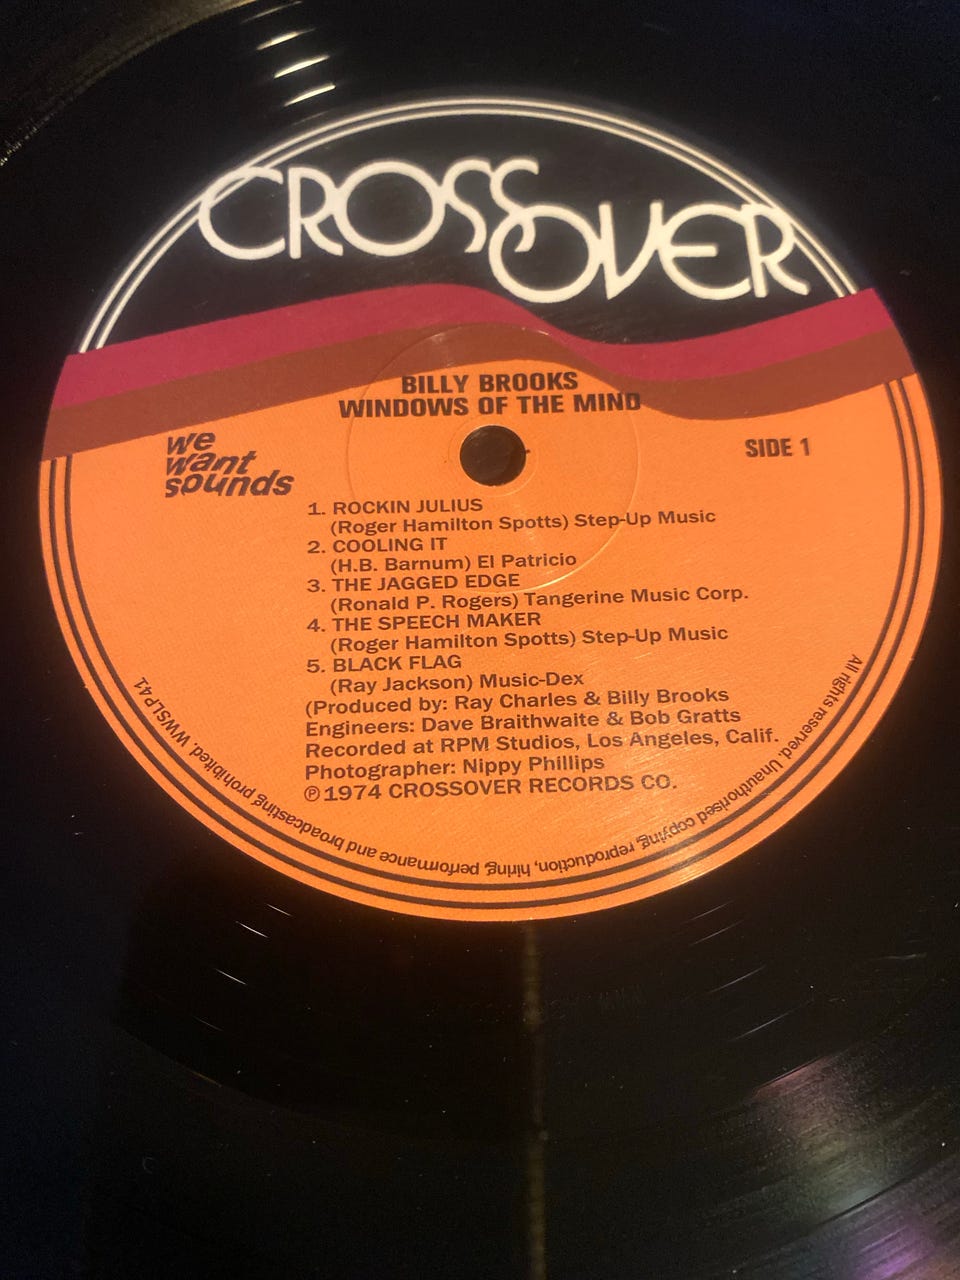 CROSS
OVER
BILLY BROOKS
WINDOWS OF THE MIND
we
want
sounds
SIDE 1
1. ROCKIN JULIUS
(Roger Hamilton Spotts) Step-Up Music
2. COOLING IT
(H.B. Barnum) El Patricio
3. THE JAGGED EDGE
(Ronald P. Rogers) Tangerine Music Corp.
4. THE SPEECH MAKER
(Roger Hamilton Spotts) Step-Up Music
5. BLACK FLAG
(Ray Jackson) Music-Dex
(Produced by: Ray Charles & Billy Brooks
Engineers: Dave Braithwaite & Bob Gratts
Recorded at RPM Studios, Los Angeles, Calif.
Photographer: Nippy Phillips
℗1974 CROSSOVER RECORDS CO.
All rights reserved. Unauthorised copying, reproduction, hiring, performance and broadcasting prohibited. WWSLP41